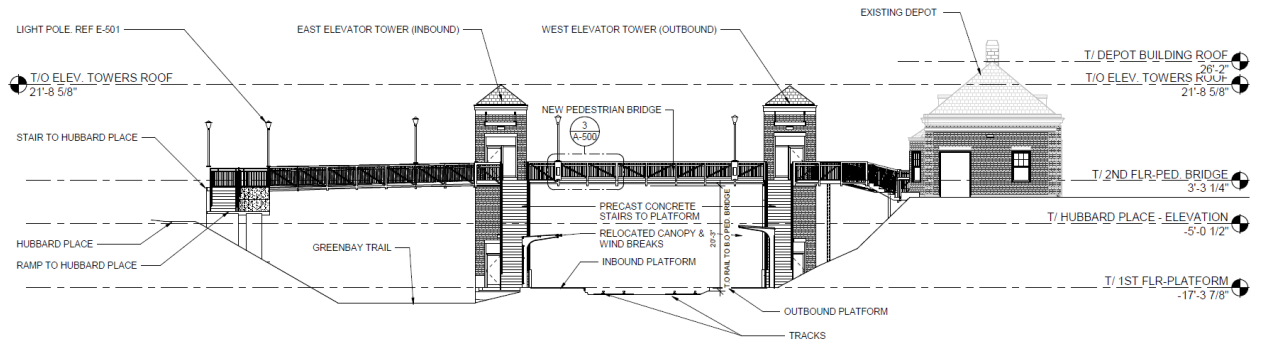 EXISTING DEPOT
LIGHT POLE. REF E-501
EAST ELEVATOR TOWER (INBOUND)
WEST ELEVATOR TOWER (OUTBOUND)
T/ DEPOT BUILDING ROOF
26'-2"
T/O ELEV. TOWERS ROOF
21'-8 5/8"
T/O ELEV. TOWERS ROOF
21'-8 5/8"
NEW PEDESTRIAN BRIDGE
3
A-500
STAIR TO HUBBARD PLACE
T/ 2ND FLR-PED. BRIDGE
3'-3 1/4"
PRECAST CONCRETE
STAIRS TO PLATFORM
T/ HUBBARD PLACE - ELEVATION
-5'-0 1/2"
RELOCATED CANOPY &
WIND BREAKS
20'-3"
T.O RAIL TO B.O PED. BRIDGE
HUBBARD PLACE
GREENBAY TRAIL
INBOUND PLATFORM
RAMP TO HUBBARD PLACE
T/ 1ST FLR-PLATFORM
-17'-3 7/8"
OUTBOUND PLATFORM
TRACKS